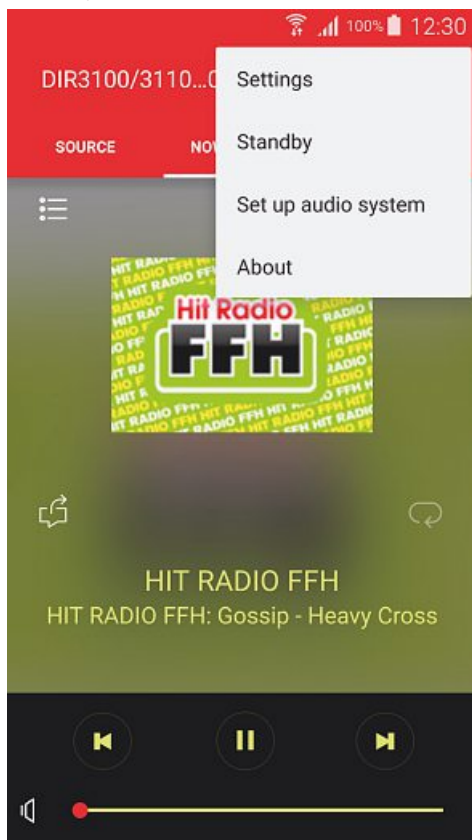 100% 12:30
DIR3100/3110...
Settings
Standby
SOURCE
Set up audio system
About
Hit Radio
FFH
HIT RADIO FFH
HIT RADIO FFH: Gossip - Heavy Cross